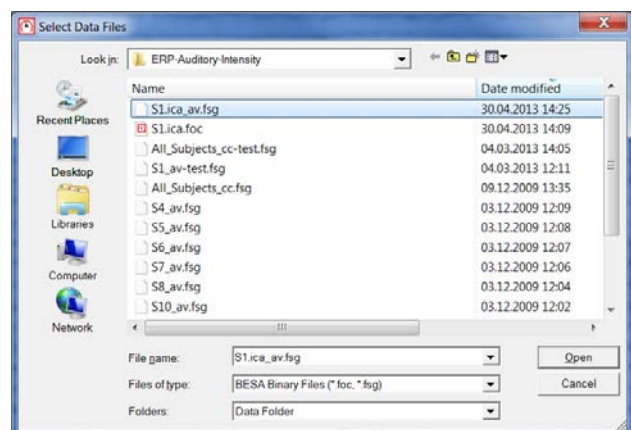 Select Data Files
Look in: ERP-Auditory-Intensity
Name Date modified
S1.ica_av.fsg 30.04.2013 14:25
S1.ica.foc 30.04.2013 14:09
All_Subjects_cc-test.fsg 04.03.2013 14:05
S1_av-test.fsg 04.03.2013 12:11
All_Subjects_cc.fsg 09.12.2009 13:35
S4_av.fsg 03.12.2009 12:09
S5_av.fsg 03.12.2009 12:08
S6_av.fsg 03.12.2009 12:07
S7_av.fsg 03.12.2009 12:06
S8_av.fsg 03.12.2009 12:04
S10_av.fsg 03.12.2009 12:02
Recent Places
Desktop
Libraries
Computer
Network
File name: S1.ica_av.fsg Open
Files of type: BESA Binary Files (*.foc, *.fsg) Cancel
Folders: Data Folder